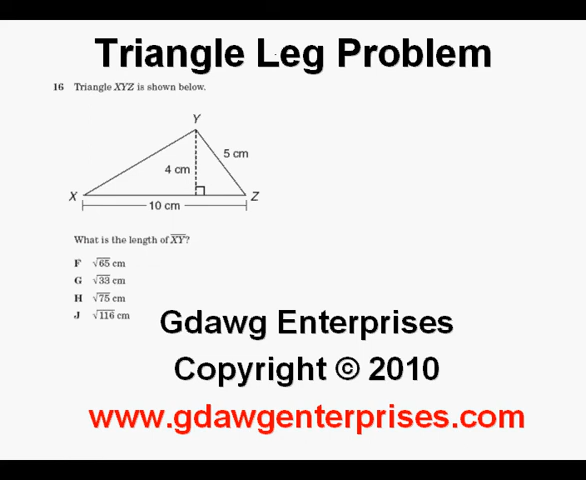 Triangle Leg Problem
16 Triangle XYZ is shown below.
Y
5 cm
4 cm
X
Z
10 cm
What is the length of XY?
F √65 cm
G √33 cm
H √75 cm
J √116 cm
Gdawg Enterprises
Copyright © 2010
www.gdawgenterprises.com